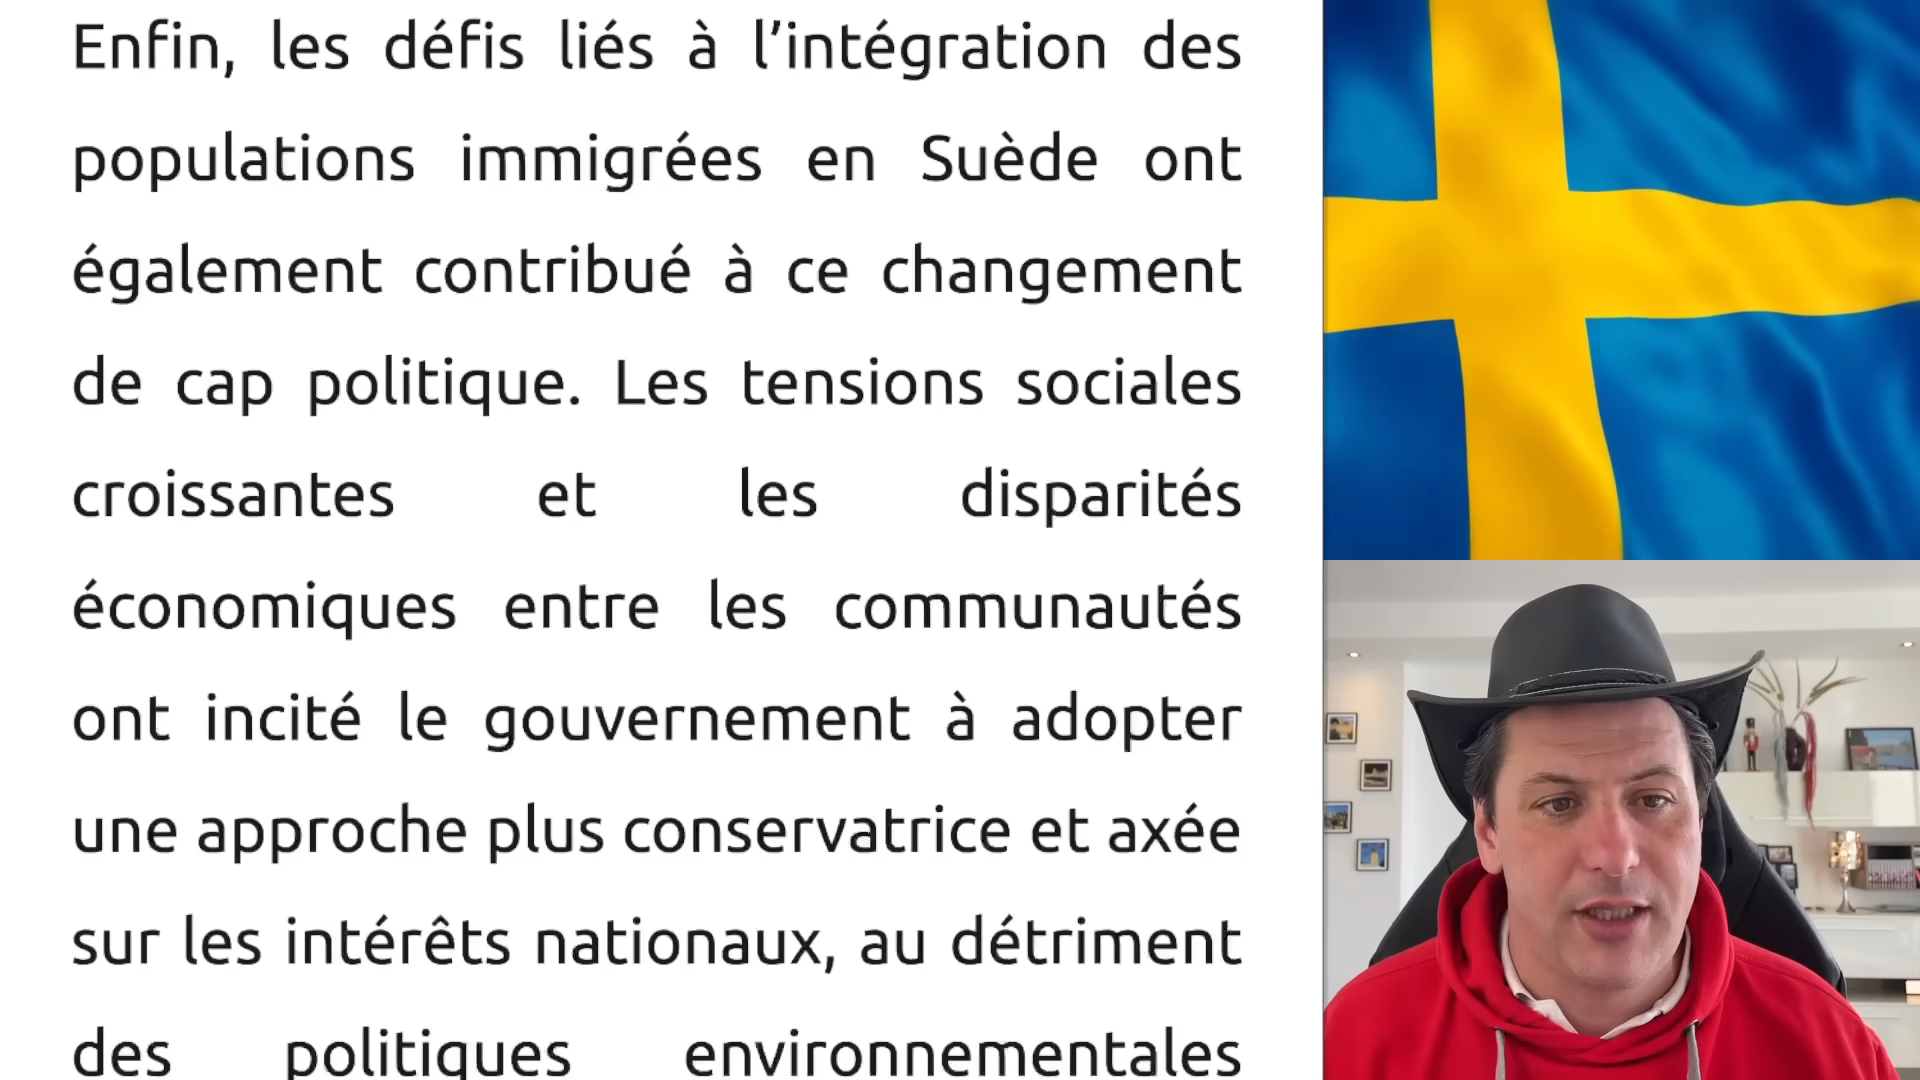 Enfin, les défis liés à l’intégration des
populations immigrées en Suède ont
également contribué à ce changement
de cap politique. Les tensions sociales
croissantes et les disparités
économiques entre les communautés
ont incité le gouvernement à adopter
une approche plus conservatrice et axée
sur les intérêts nationaux, au détriment
des politiques environnementales